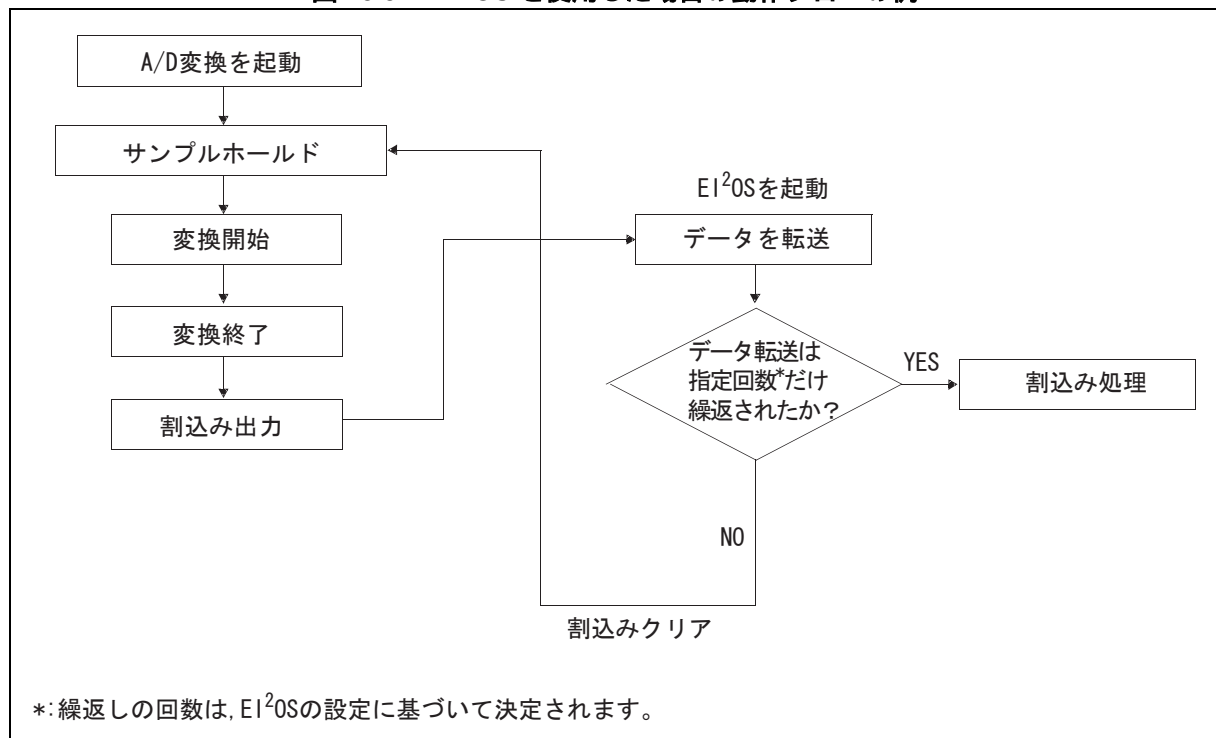 A/D変換を起動
サンプルホールド
変換開始
変換終了
割込み出力
EI²OSを起動
データを転送
データ転送は
指定回数*だけ
繰返されたか?
YES
割込み処理
NO
割込みクリア
*:繰返しの回数は,EI²OSの設定に基づいて決定されます。